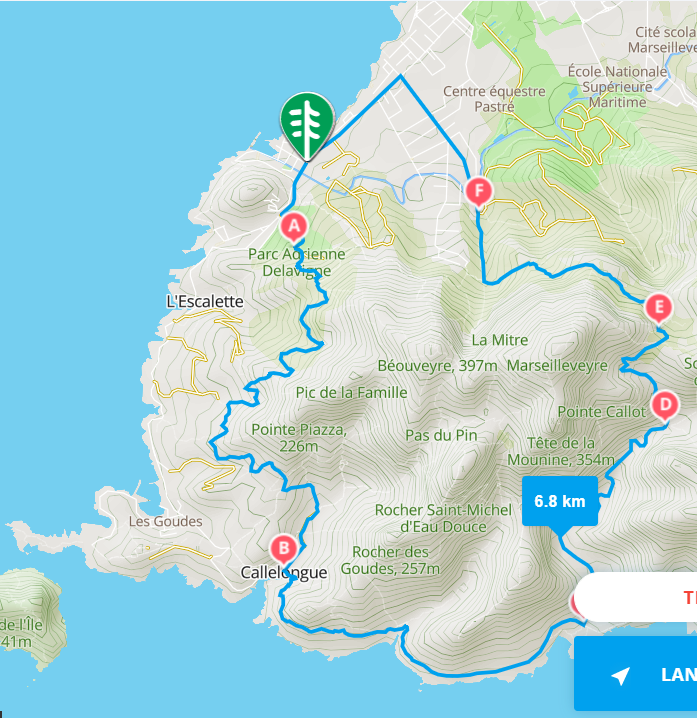 Cité scola
Marseilleve
École Nationale
Supérieure
Maritime
Centre équestre
Pastré
F
A
Parc Adrienne
Delavigne
L'Escalette
E
La Mitre
Béouveyre, 397m
Marseilleveyre
Sc
Pic de la Famille
D
Pointe Callot
Pointe Piazza,
226m
Pas du Pin
Tête de la
Mounine, 354m
6.8 km
Rocher Saint-Michel
d'Eau Douce
Les Goudes
B
Rocher des
Goudes, 257m
Callelongue
TI
de-l'Île
41m
LAN